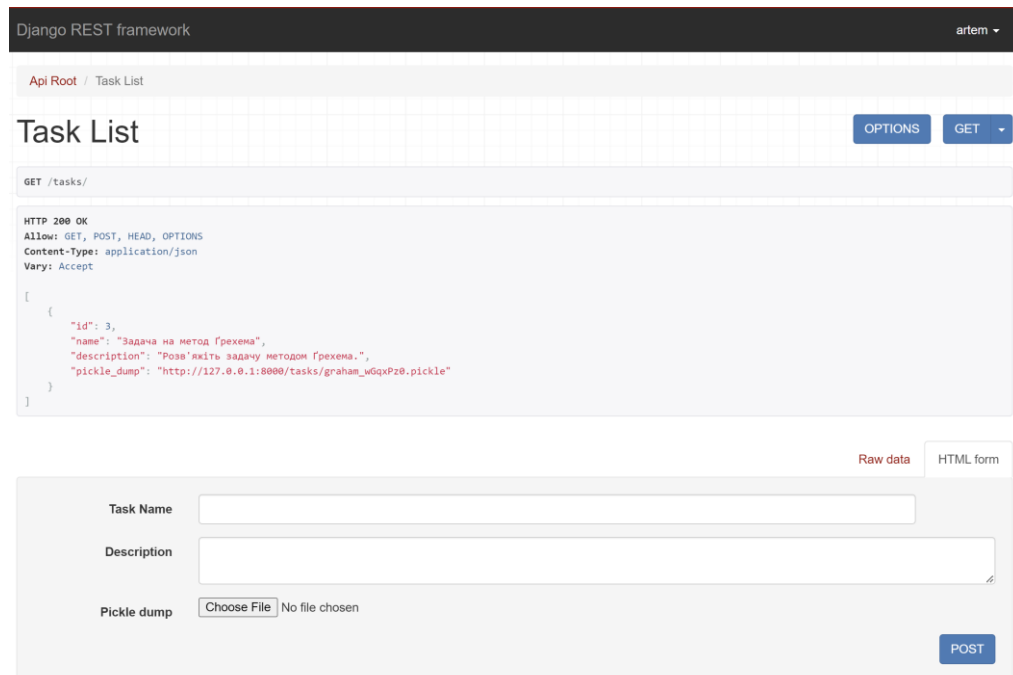 Django REST framework
artem
Api Root / Task List
Task List
OPTIONS
GET
GET /tasks/
HTTP 200 OK
Allow: GET, POST, HEAD, OPTIONS
Content-Type: application/json
Vary: Accept
[
{
"id": 3,
"name": "Задача на метод Ґрехема",
"description": "Розв'яжіть задачу методом Ґрехема.",
"pickle_dump": "http://127.0.0.1:8000/tasks/graham_wGqxPz0.pickle"
}
]
Raw data
HTML form
Task Name
Description
Pickle dump
Choose File No file chosen
POST